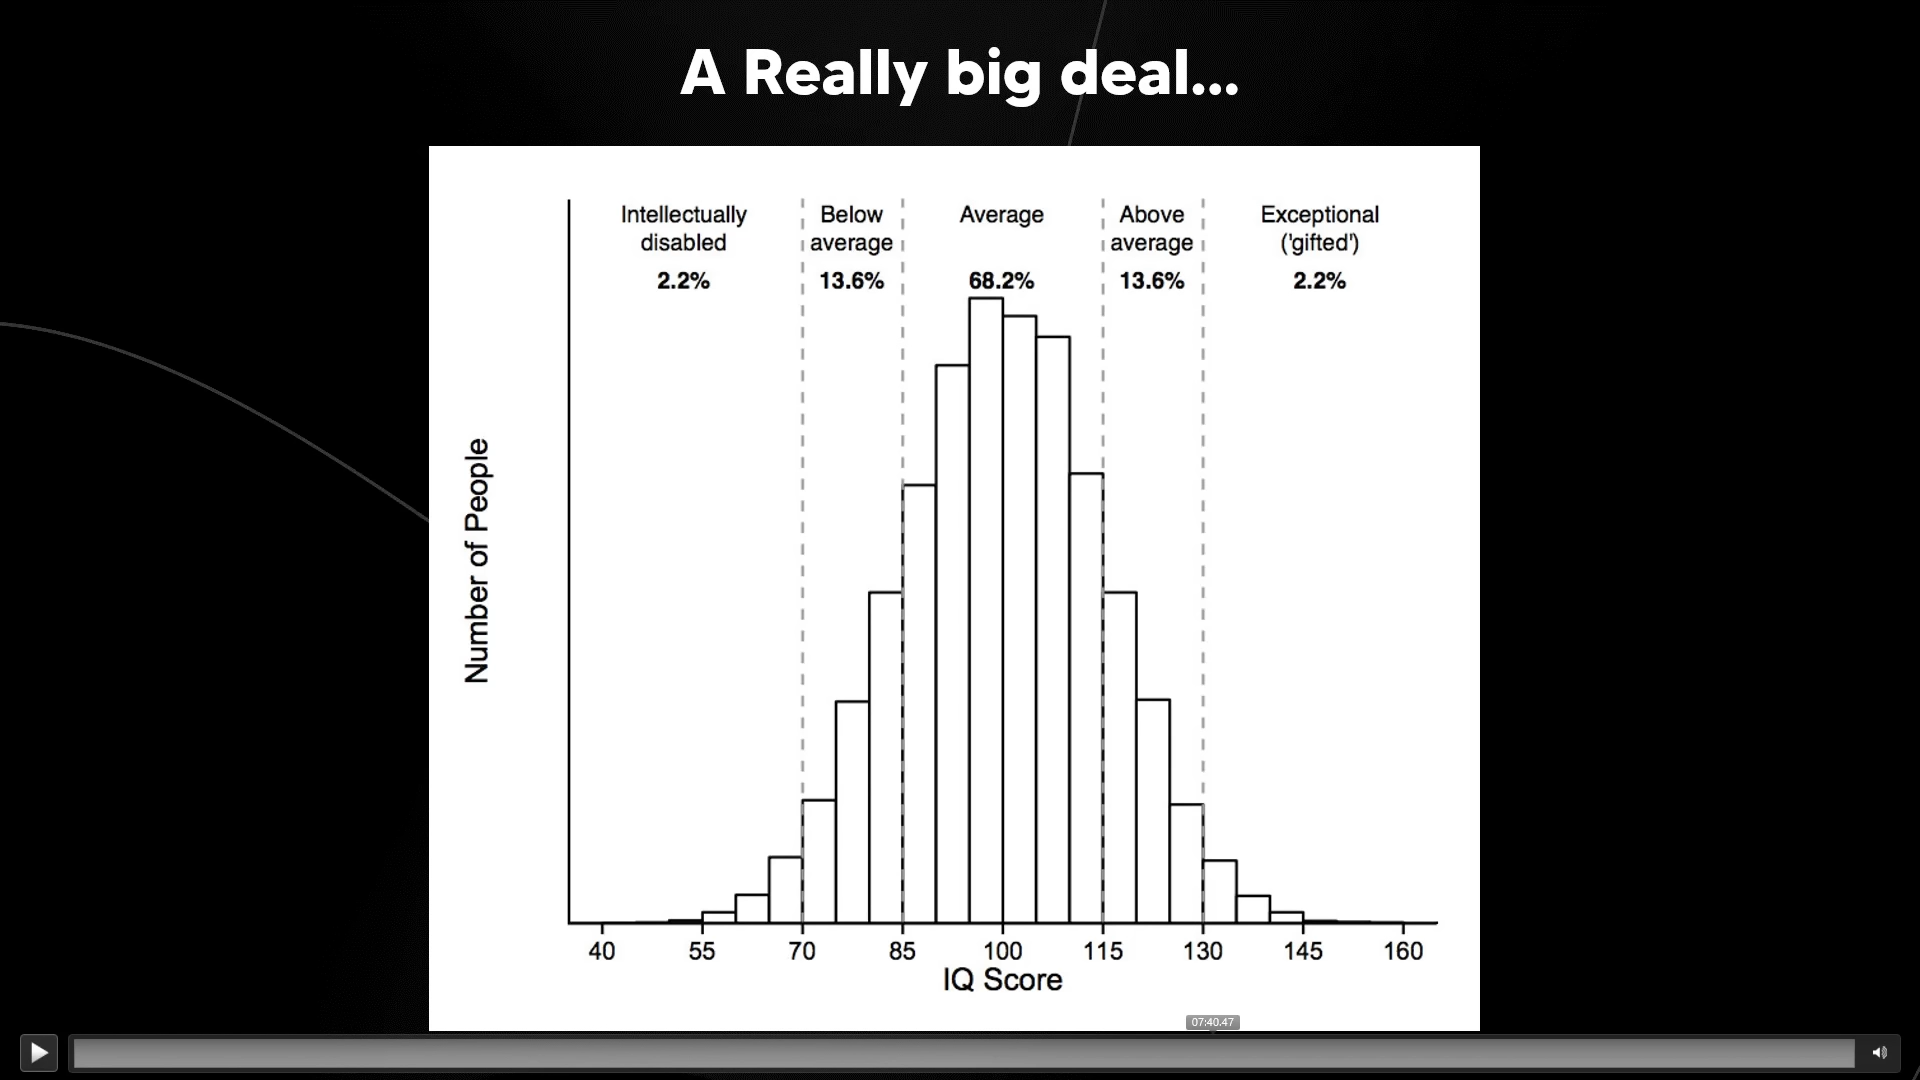 A Really big deal...
Intellectually Below Average Above Exceptional
disabled average average ('gifted')
2.2% 13.6% 68.2% 13.6% 2.2%
Number of People
40 55 70 85 100 115 130 145 160
IQ Score
07:40.47